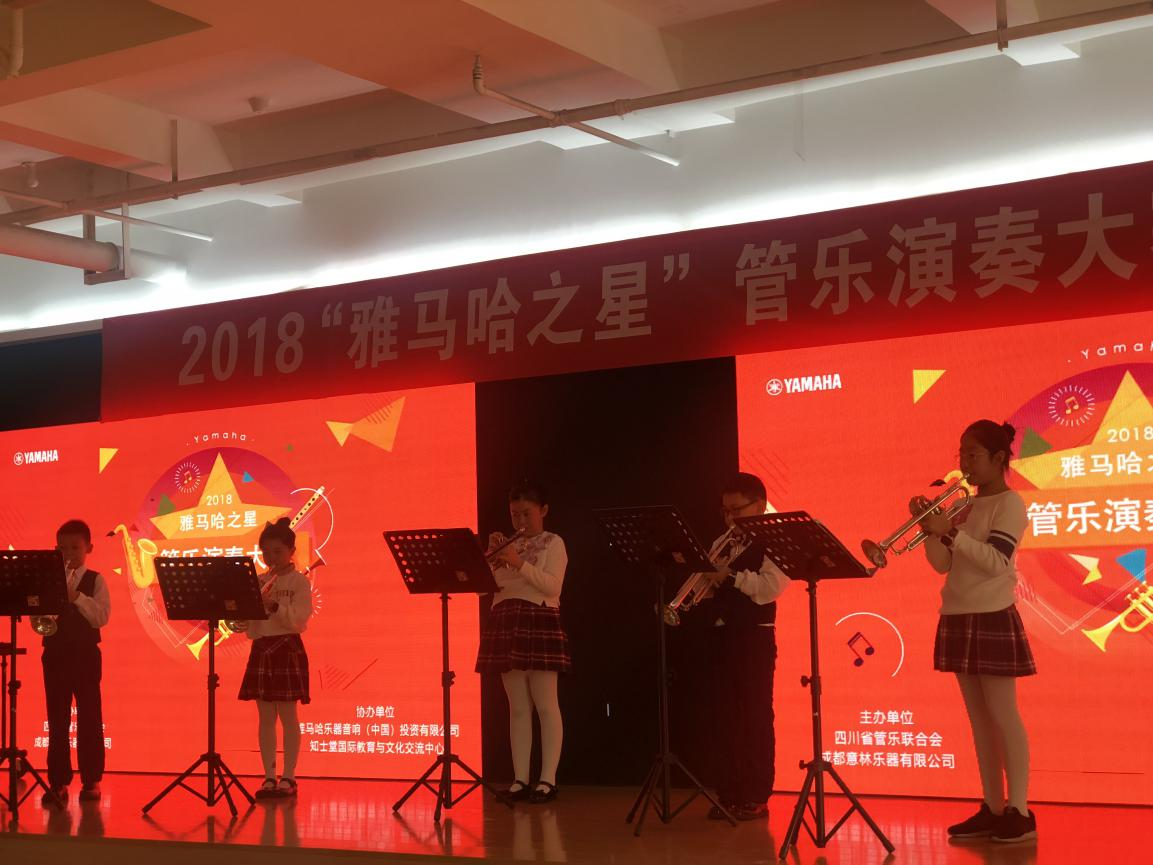 2018“雅马哈之星”管乐演奏大
YAMAHA
Yamaha
2018
雅马哈之星
管乐演奏大
协办单位
雅马哈乐器音响(中国)投资有限公司
知士堂国际教育与文化交流中心
YAMAHA
Yamaha
2018
雅马哈之
管乐演奏
主办单位
四川省管乐联合会
成都意林乐器有限公司